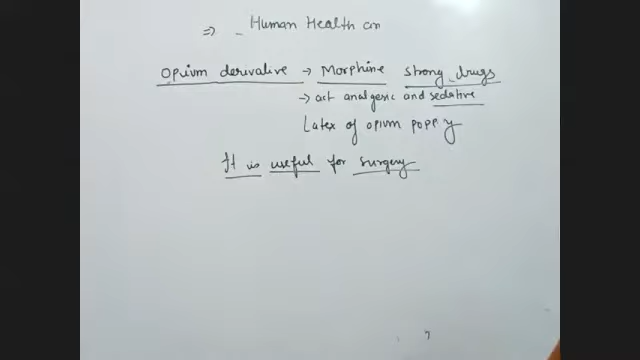 ⇒ - Human Health an
Opium derivative → Morphine strong drugs
→ act analgesic and sedative
Latex of opium poppy
It is useful for surgery